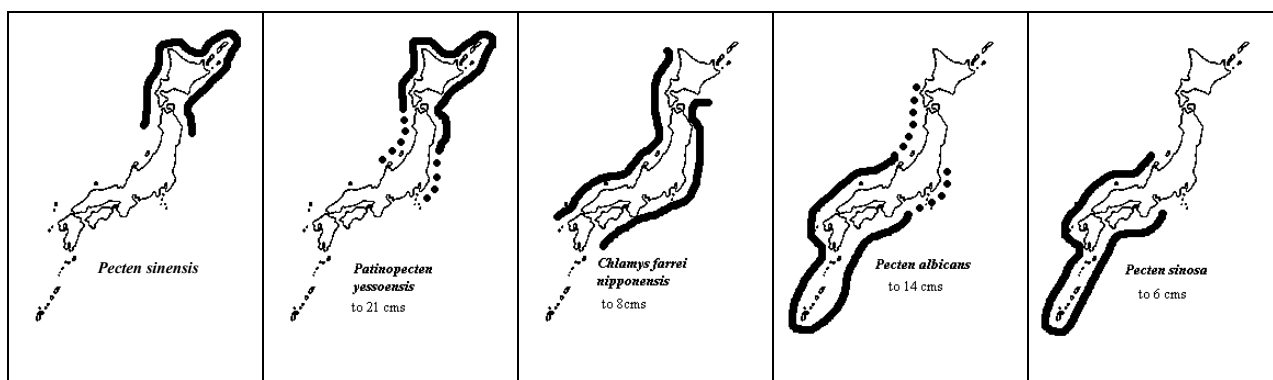 Pecten sinensis
Patinopecten
yessoensis
to 21 cms
Chlamys farrei
nipponensis
to 8cms
Pecten albicans
to 14 cms
Pecten sinosa
to 6 cms